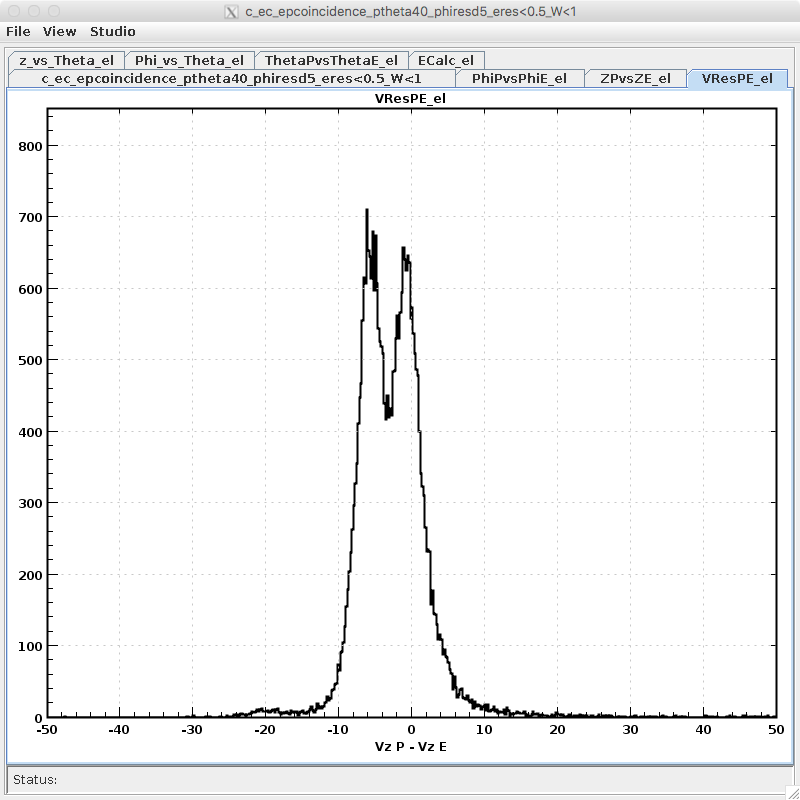 c_ec_epcoincidence_ptheta40_phiresd5_eres<0.5_W<1
File View Studio
z_vs_Theta_el Phi_vs_Theta_el ThetaPvsThetaE_el ECalc_el
c_ec_epcoincidence_ptheta40_phiresd5_eres<0.5_W<1 PhiPvsPhiE_el ZPvsZE_el VResPE_el
VResPE_el
800
700
600
500
400
300
200
100
0
-50 -40 -30 -20 -10 0 10 20 30 40 50
Vz P - Vz E
Status: